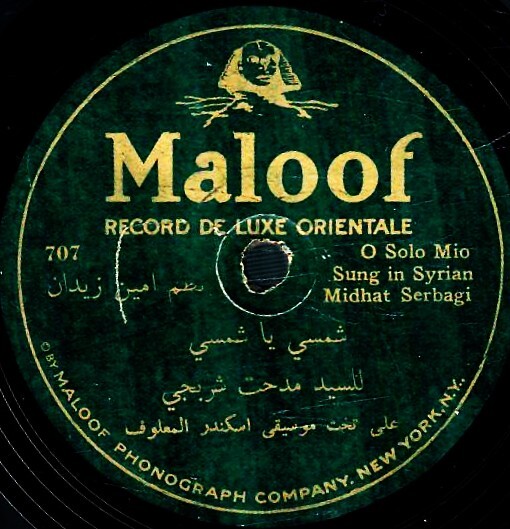 Maloof
RECORD DE LUXE ORIENTALE
707
O Solo Mio
Sung in Syrian
Midhat Serbagi
نظم امين زيدان
شمسي يا شمسي
للسيد مدحت شربجي
على تخت موسيقى اسكندر المعلوف
© BY MALOOF PHONOGRAPH COMPANY, NEW YORK, N.Y.